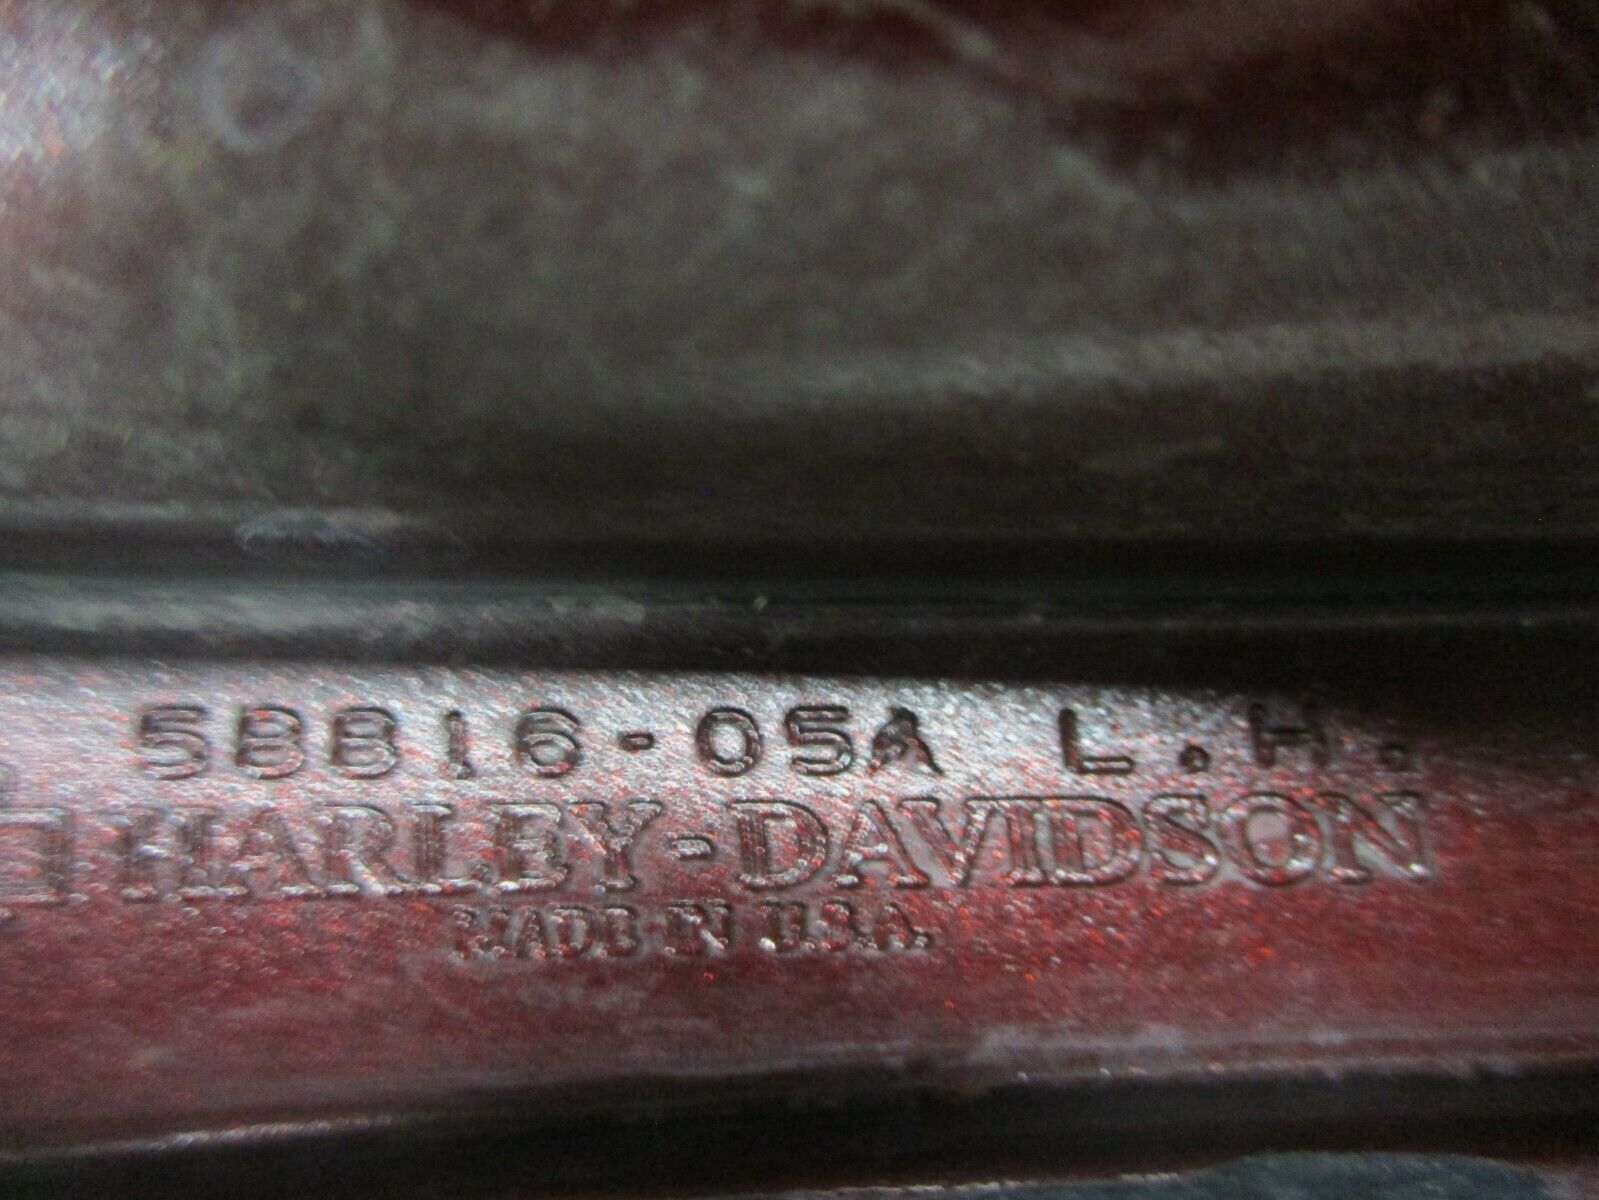 58816-05A L.H.
HARLEY-DAVIDSON
MADE IN U.S.A.